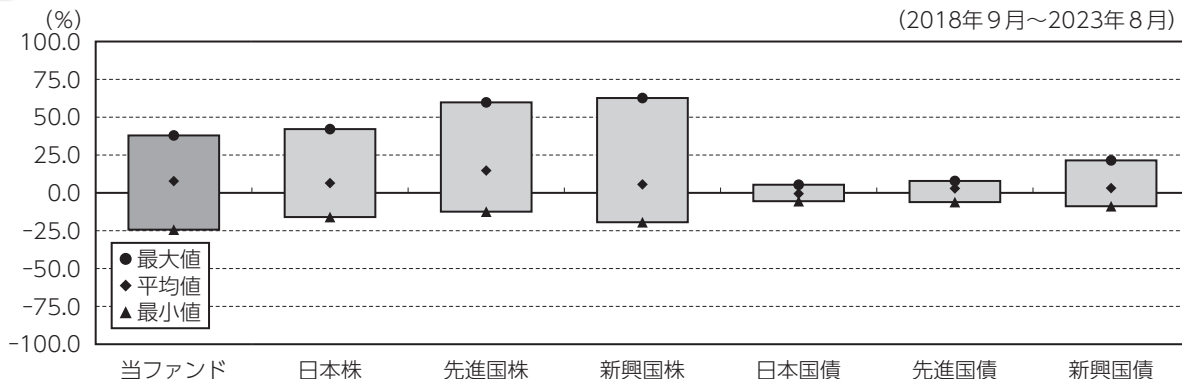 (%)
(2018年9月～2023年8月)
100.0
75.0
50.0
25.0
0.0
-25.0
-50.0
-75.0
-100.0
●最大値
◆平均値
▲最小値
当ファンド 日本株 先進国株 新興国株 日本国債 先進国債 新興国債